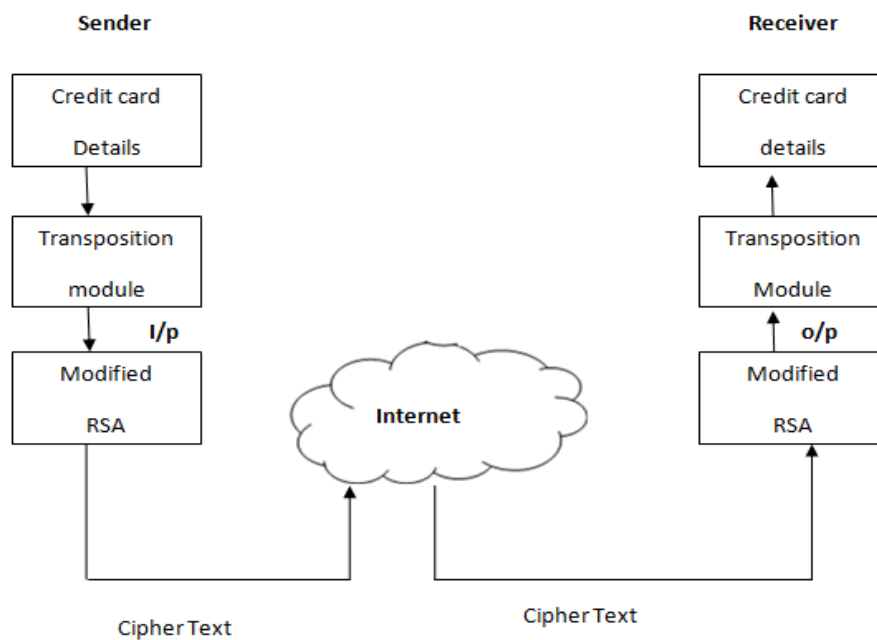 Sender
Receiver
Credit card
Details
Credit card
details
Transposition
module
Transposition
Module
I/p
o/p
Modified
RSA
Internet
Modified
RSA
Cipher Text
Cipher Text